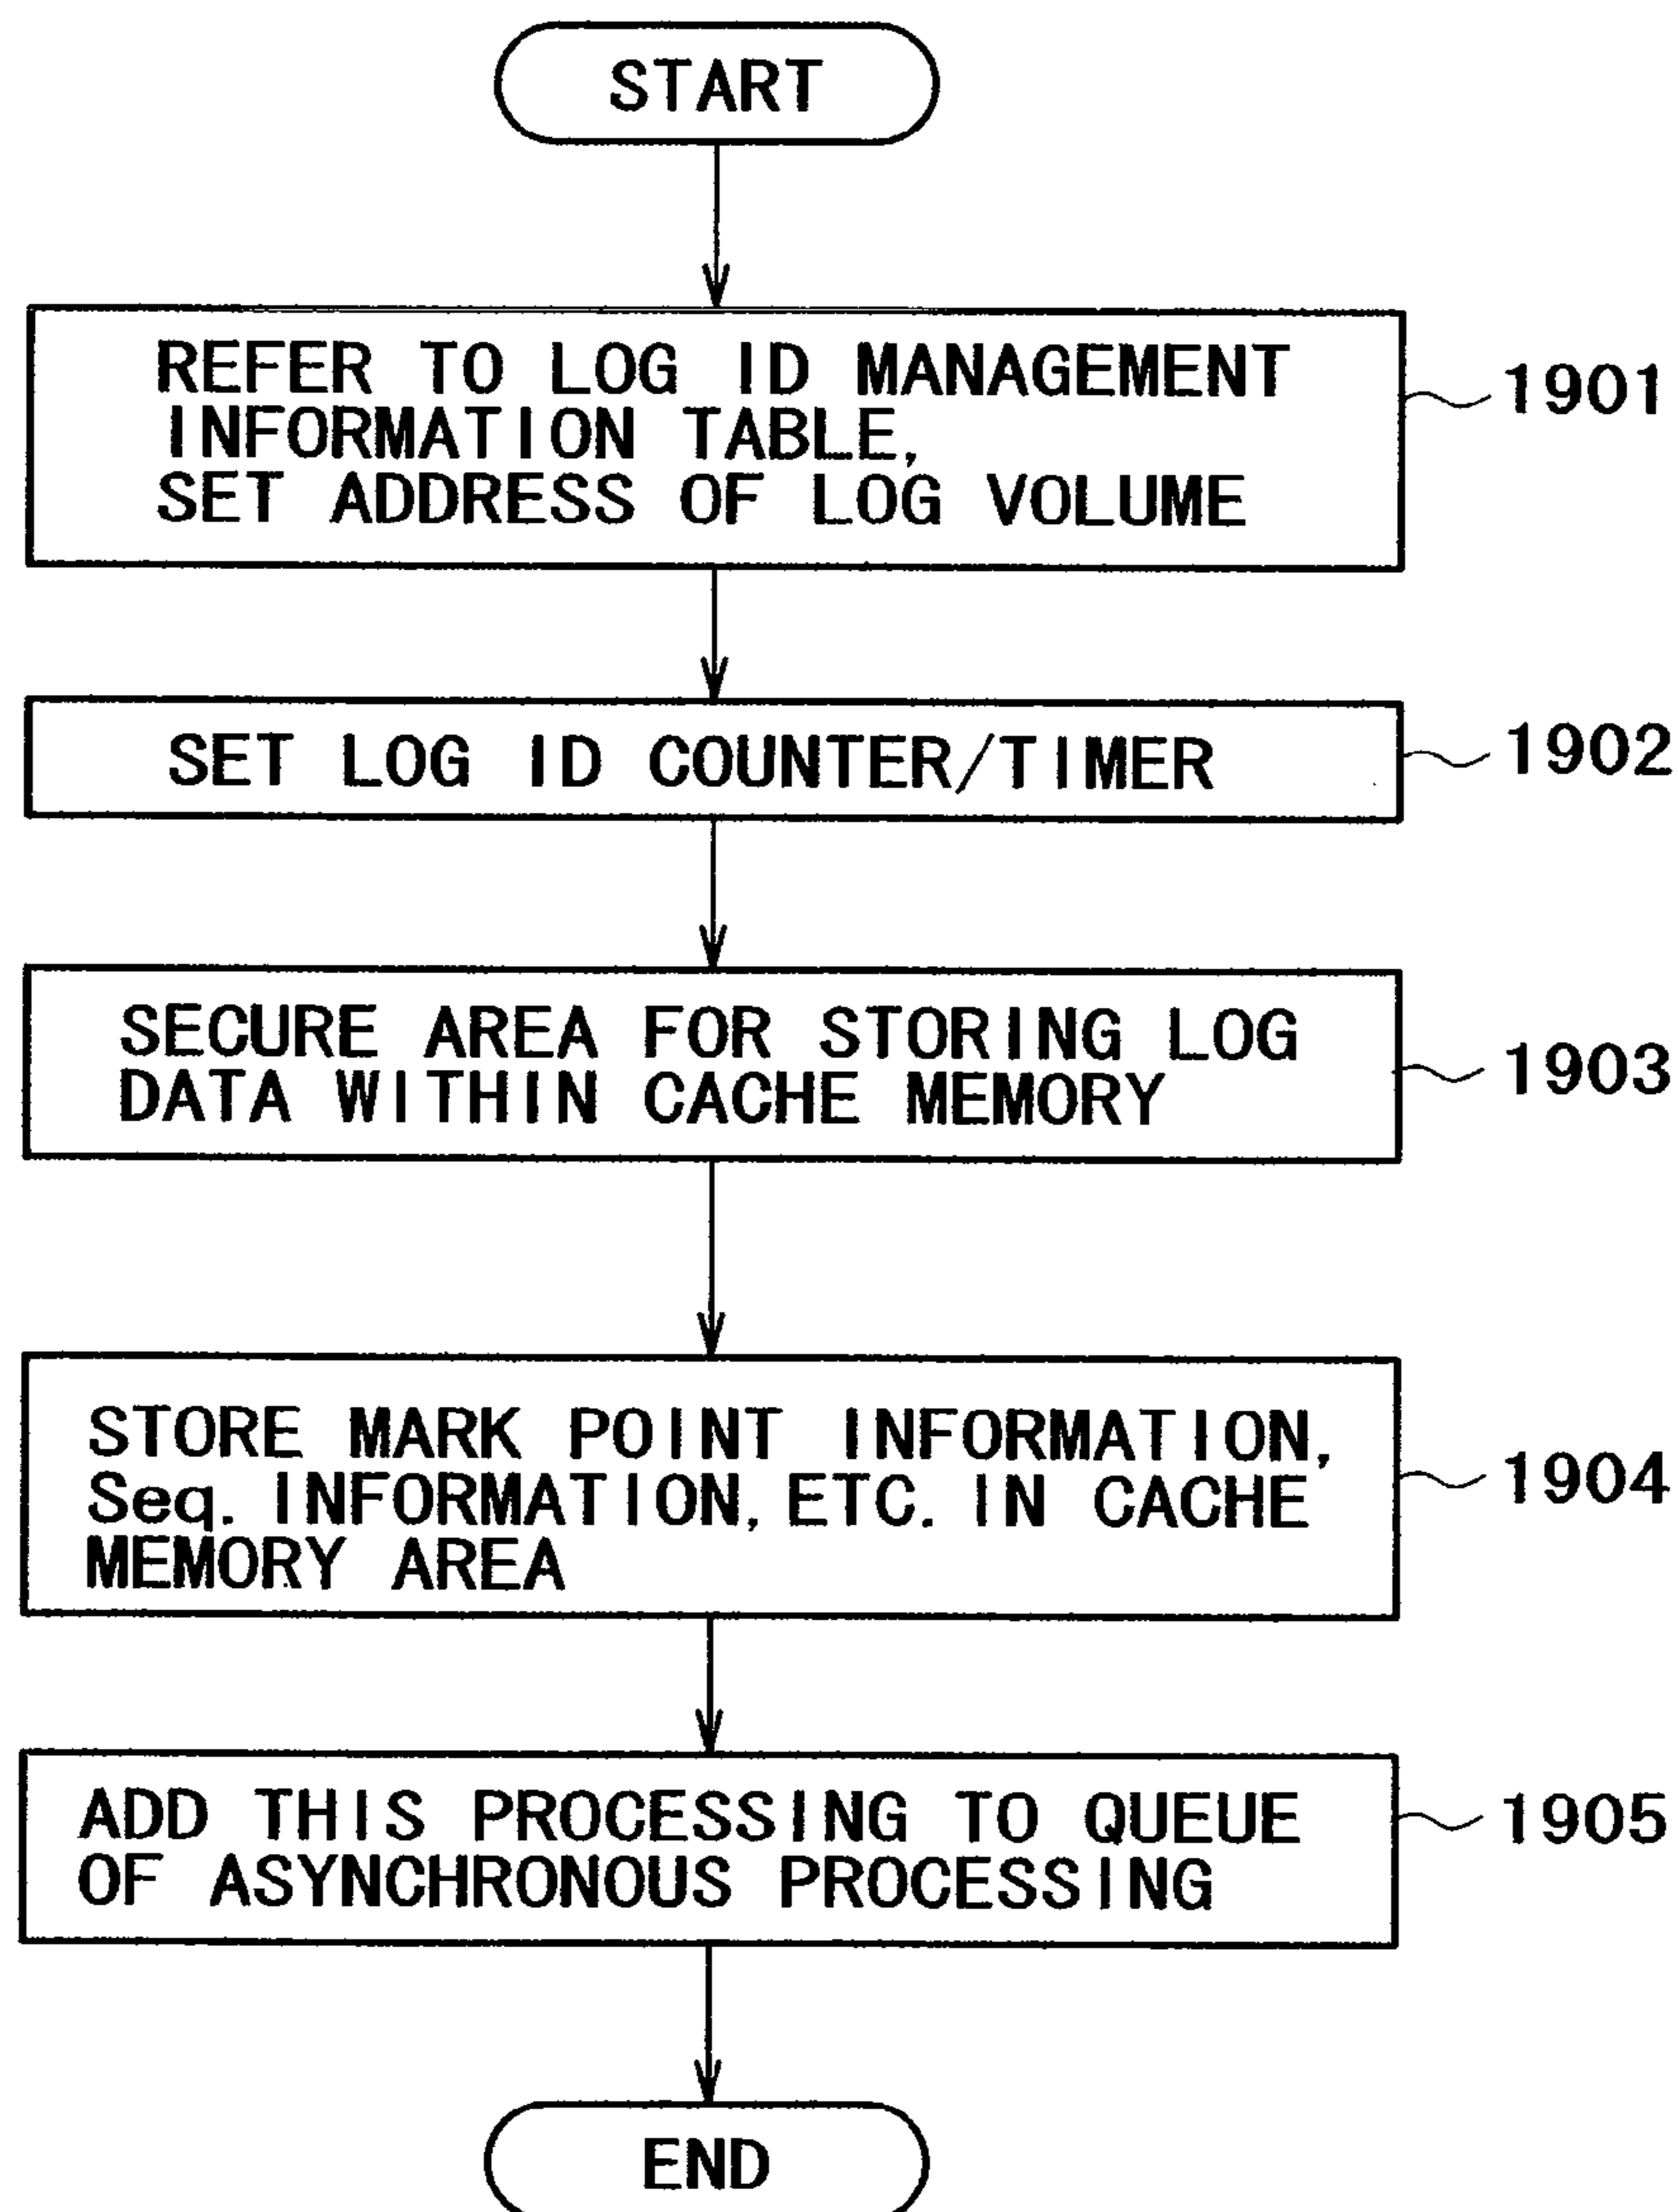 START
REFER TO LOG ID MANAGEMENT
INFORMATION TABLE,
SET ADDRESS OF LOG VOLUME
1901
SET LOG ID COUNTER/TIMER
1902
SECURE AREA FOR STORING LOG
DATA WITHIN CACHE MEMORY
1903
STORE MARK POINT INFORMATION,
Seq. INFORMATION, ETC. IN CACHE
MEMORY AREA
1904
ADD THIS PROCESSING TO QUEUE
OF ASYNCHRONOUS PROCESSING
1905
END